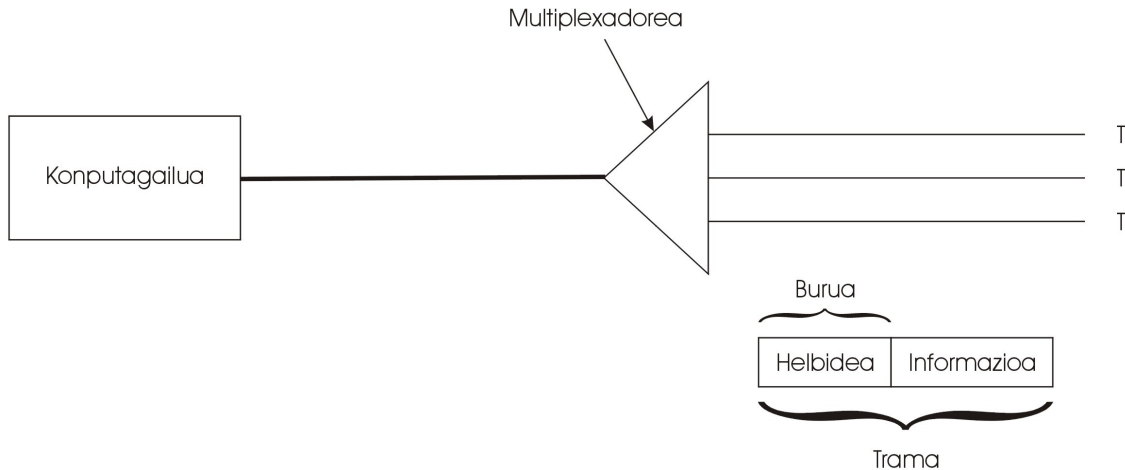 Multiplexadorea
Konputagailua
T
T
T
Burua
Helbidea Informazioa
Trama